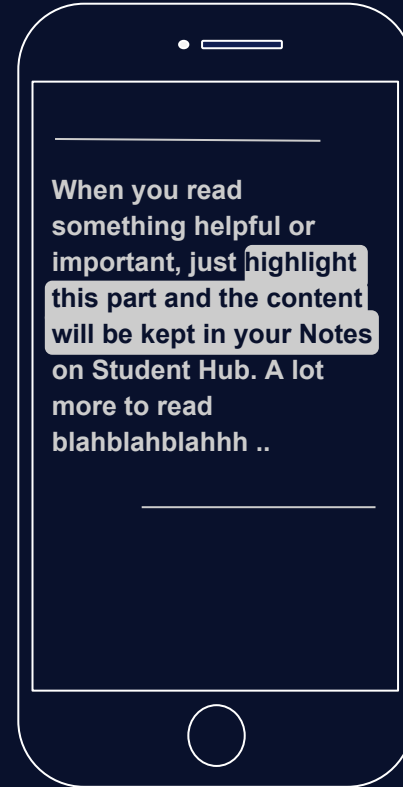 When you read
something helpful or
important, just highlight
this part and the content
will be kept in your Notes
on Student Hub. A lot
more to read
blahblahblahhh ..